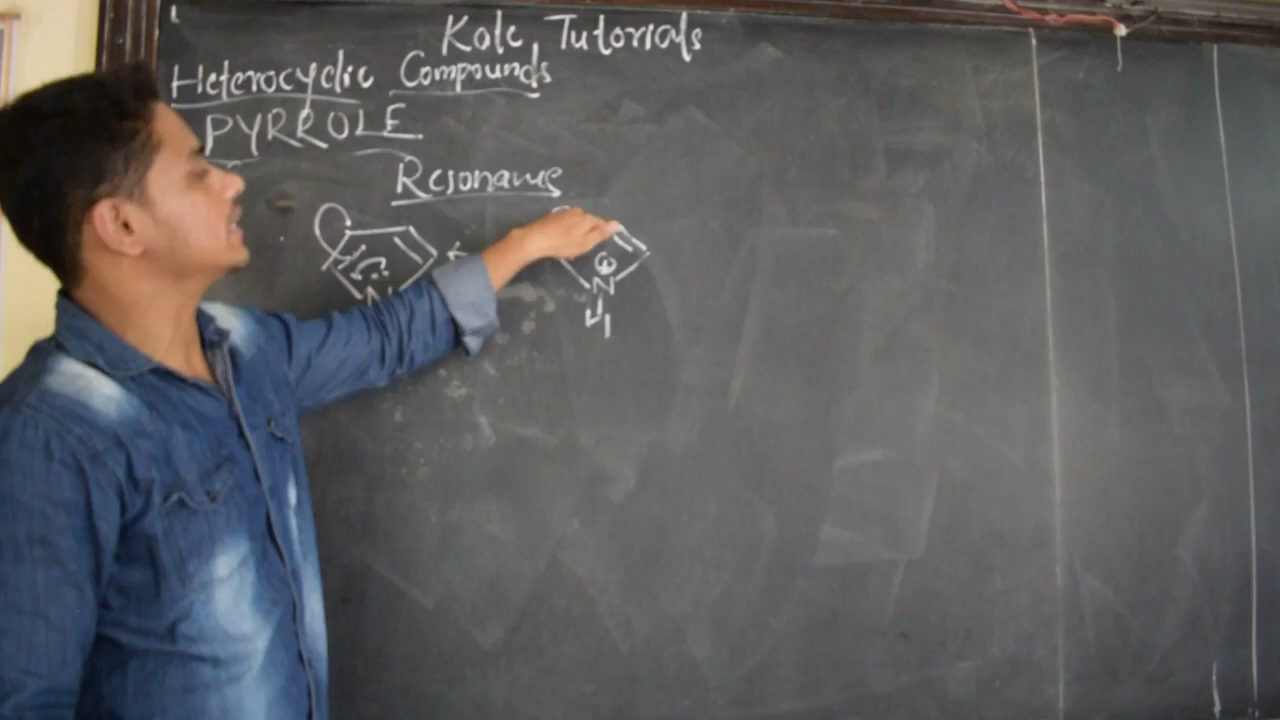 Kole Tutorials
Heterocyclic Compounds
PYRROLE
Resonance
N N
H